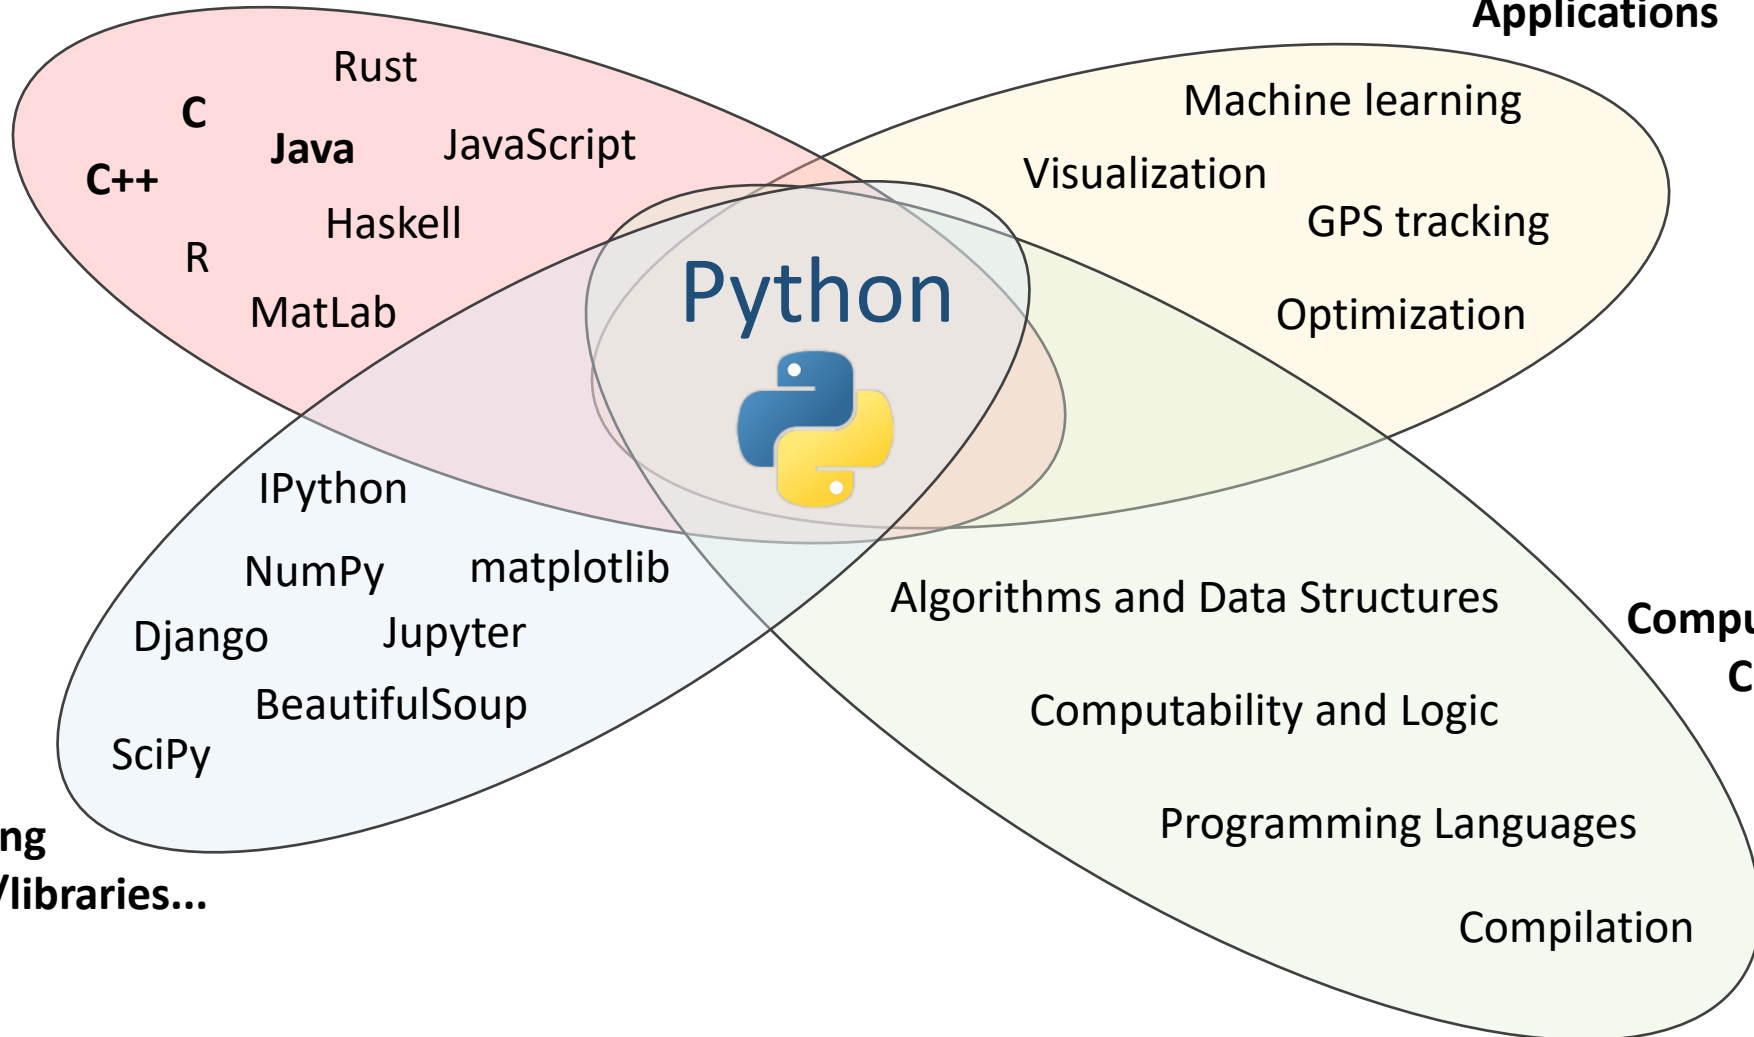 Applications
Rust
C
Java
JavaScript
C++
Haskell
R
MatLab
Machine learning
Visualization
GPS tracking
Optimization
Python
IPython
NumPy
matplotlib
Django
Jupyter
BeautifulSoup
SciPy
ng
/libraries...
Algorithms and Data Structures
Computability and Logic
Programming Languages
Compilation
Compu
C